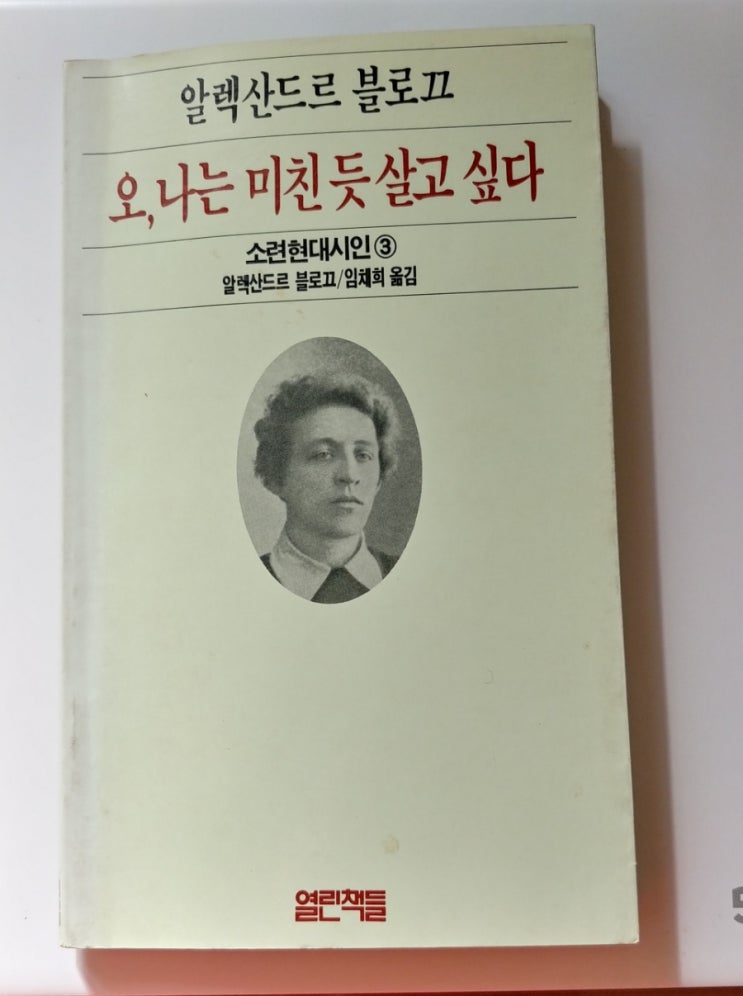 알렉산드르 블로끄
오, 나는 미친 듯 살고 싶다
소련현대시인③
알렉산드르 블로끄/임채희 옮김
열린책들